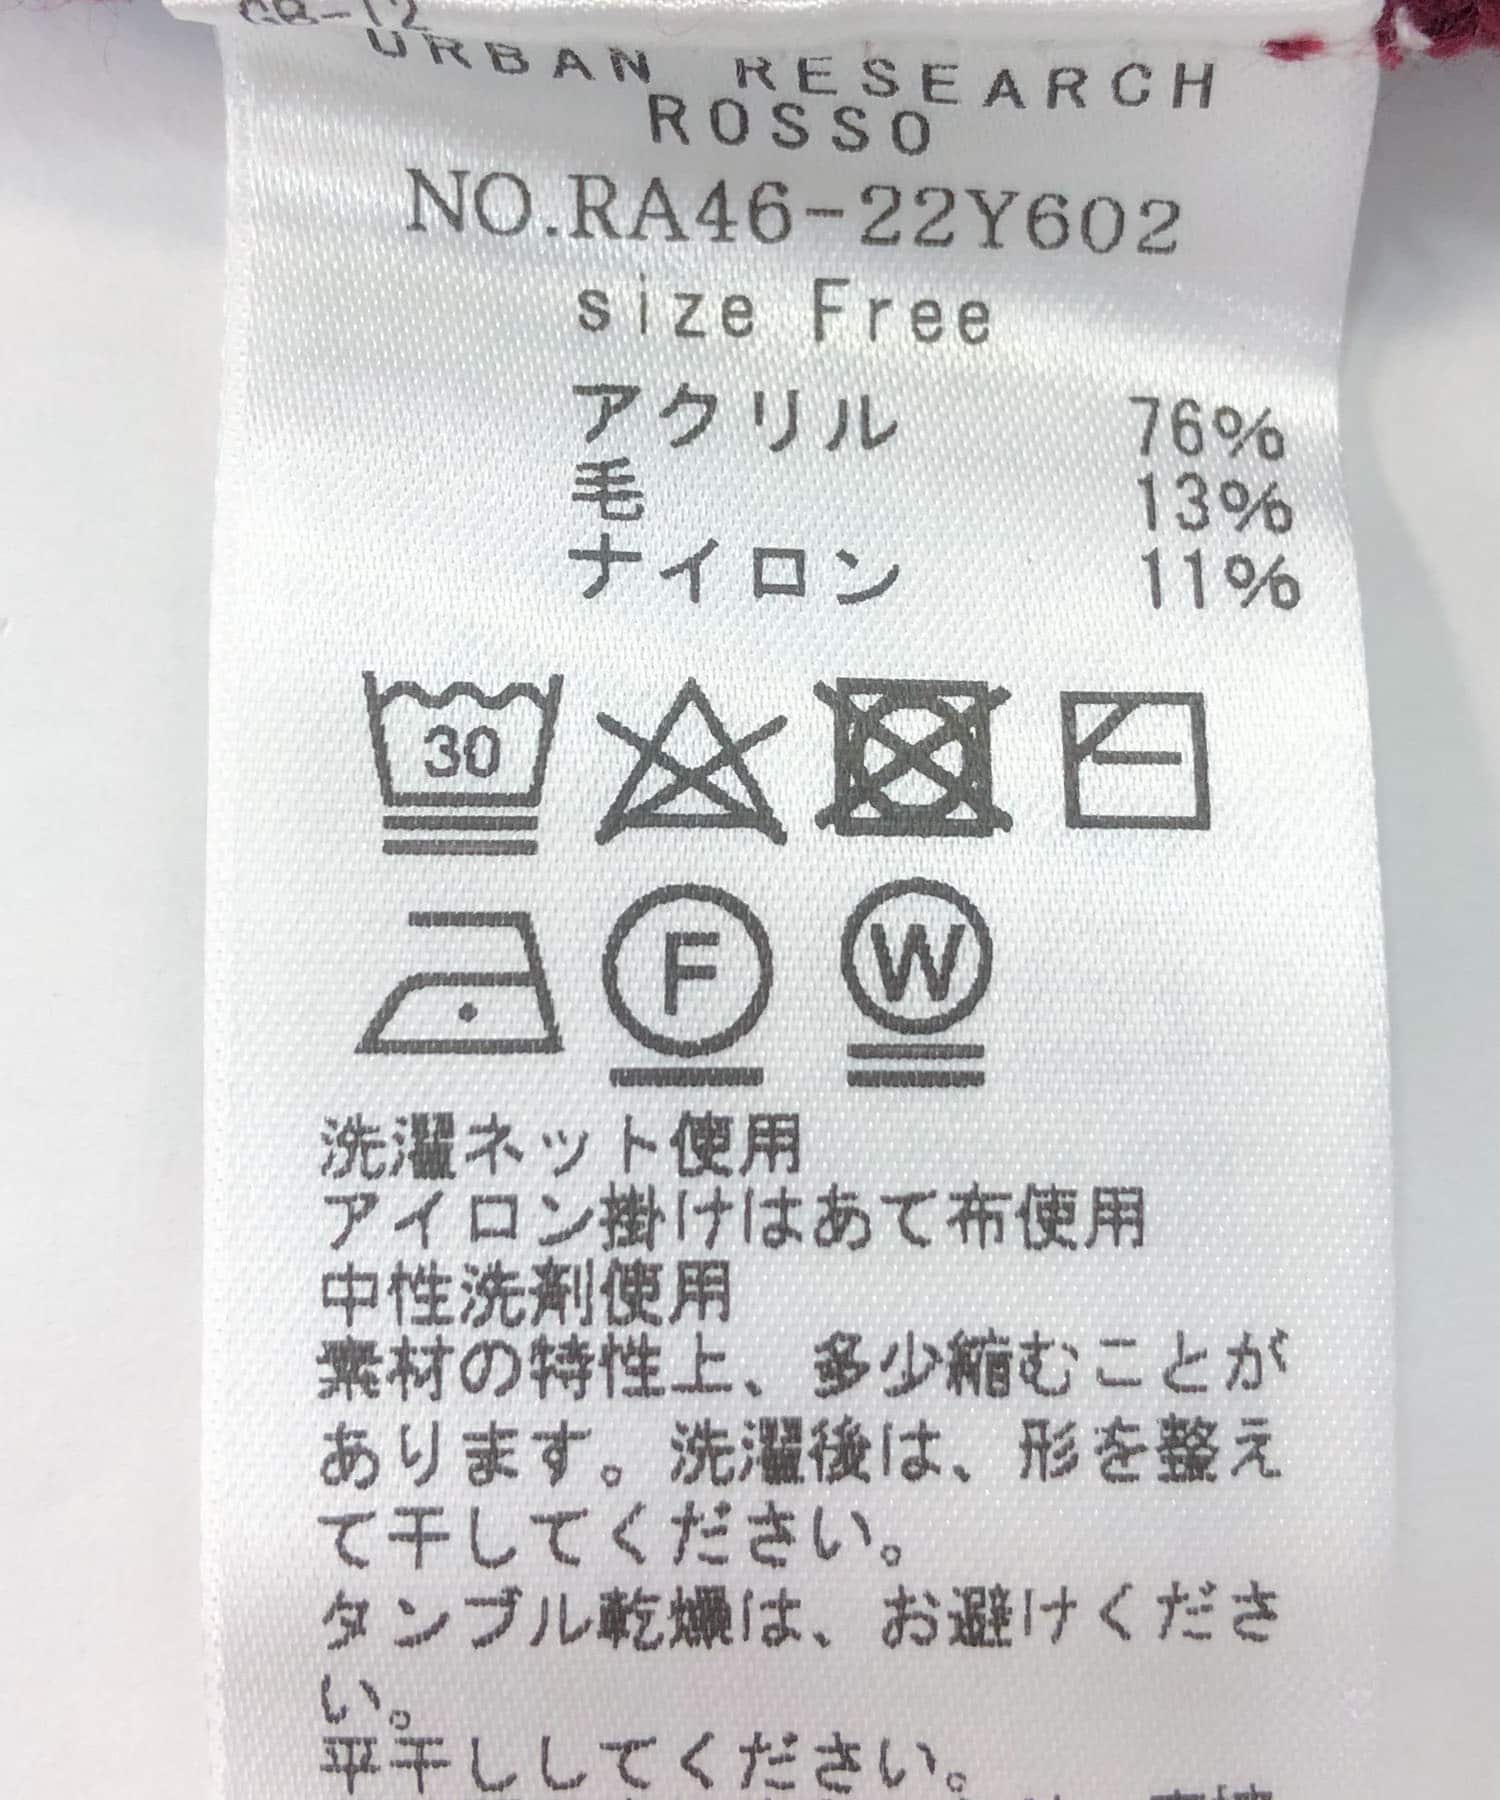 URBAN RESEARCH
ROSSO
NO.RA46-22Y602
size Free
アクリル 76%
毛 13%
ナイロン 11%
30
F W
洗濯ネット使用
アイロン掛けはあて布使用
中性洗剤使用
素材の特性上、多少縮むことが
あります。洗濯後は、形を整え
て干してください。
タンブル乾燥は、お避けくださ
い。
平干ししてください。